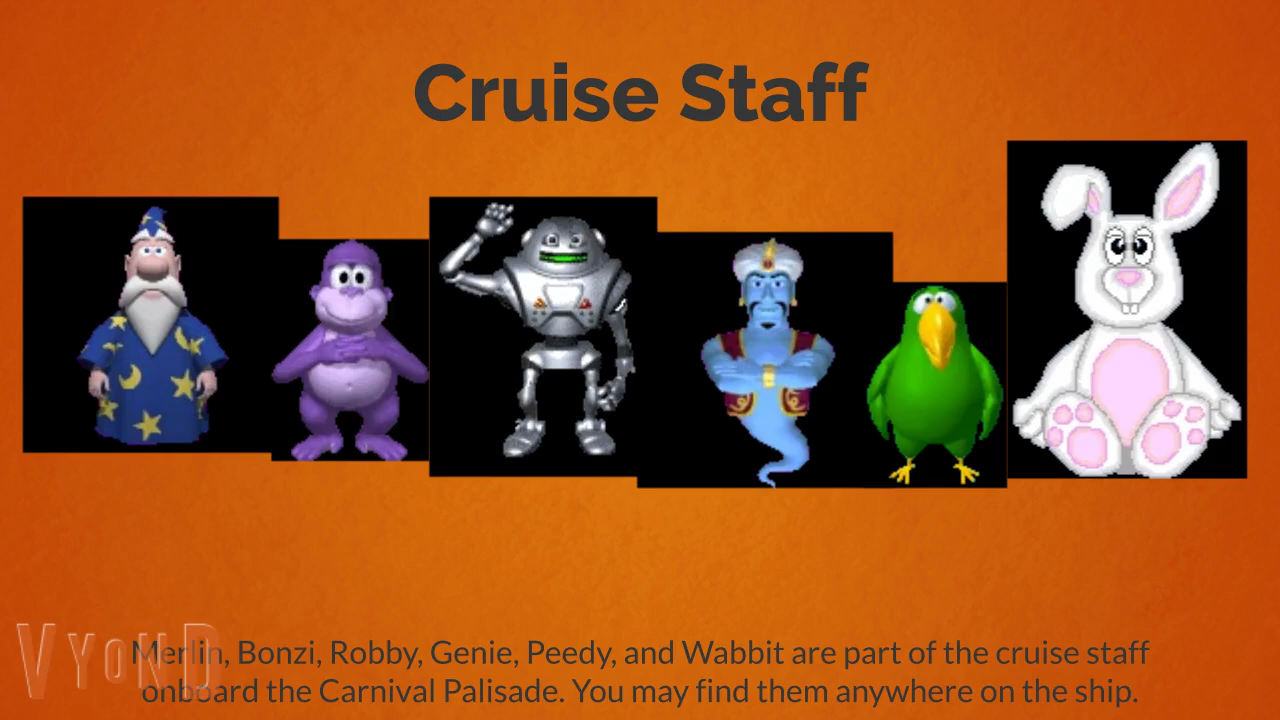 Cruise Staff
Merlin, Bonzi, Robby, Genie, Peedy, and Wabbit are part of the cruise staff
onboard the Carnival Palisade. You may find them anywhere on the ship.
VYOND